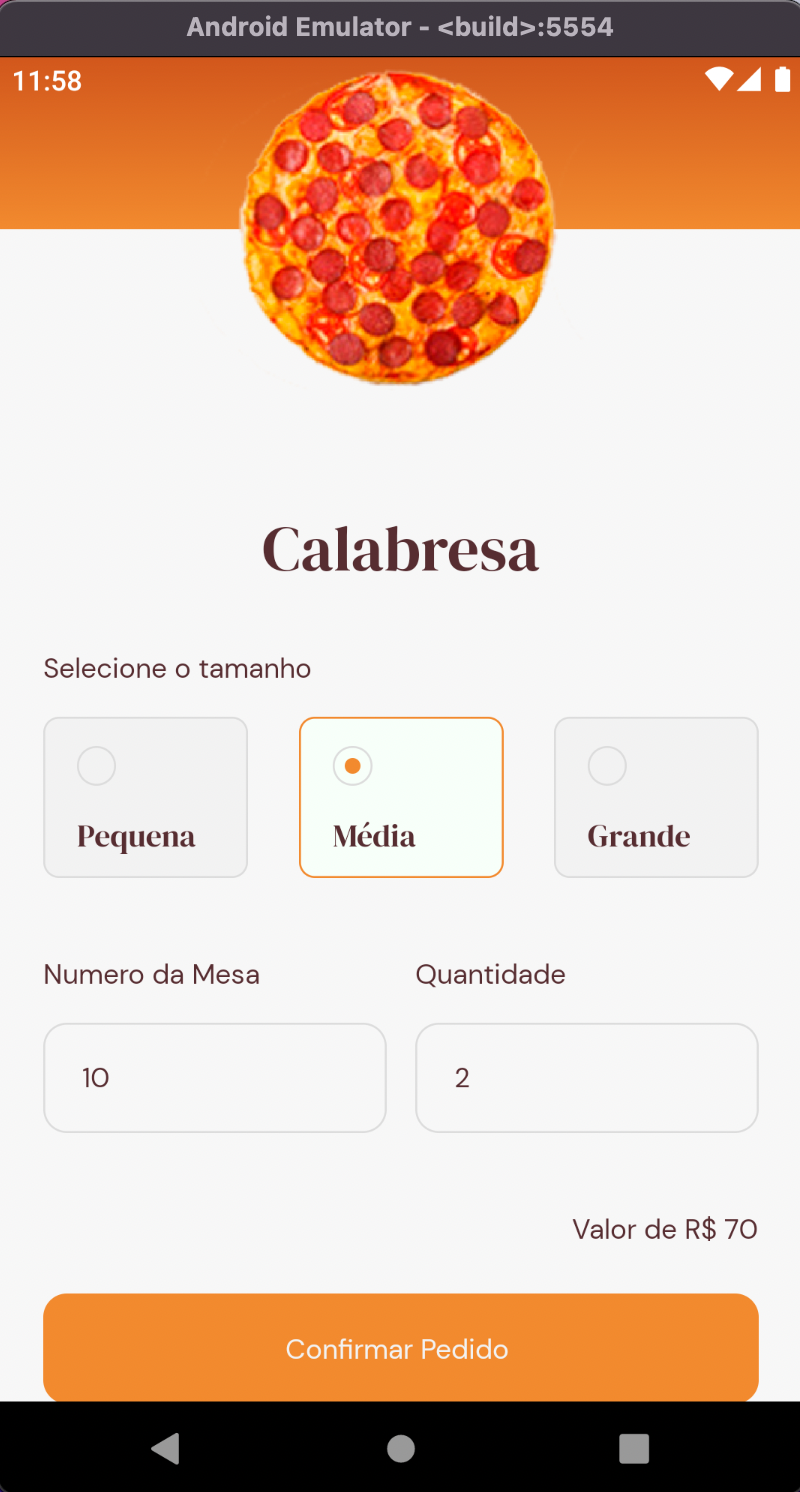 Android Emulator - <build>:5554
11:58
Calabresa
Selecione o tamanho
Pequena
Média
Grande
Numero da Mesa
Quantidade
10
2
Valor de R$ 70
Confirmar Pedido